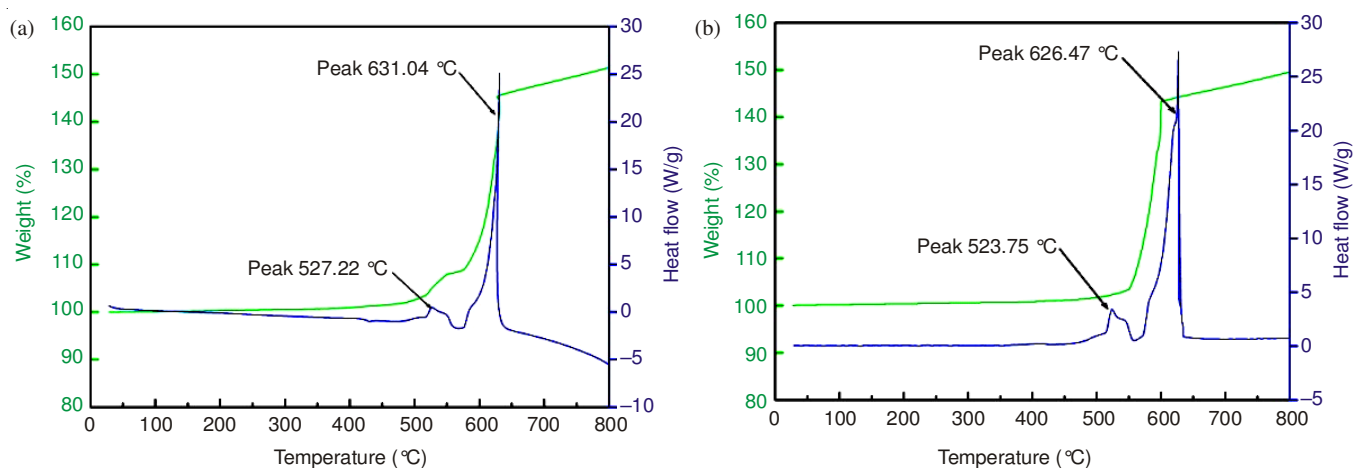 (a)
160
150
140
130
120
110
100
90
80
Weight (%)
30
25
20
15
10
5
0
–5
–10
Heat flow (W/g)
Peak 631.04 °C
Peak 527.22 °C
0 100 200 300 400 500 600 700 800
Temperature (°C)
(b)
160
150
140
130
120
110
100
90
80
Weight (%)
30
25
20
15
10
5
0
–5
Heat flow (W/g)
Peak 626.47 °C
Peak 523.75 °C
0 100 200 300 400 500 600 700 800
Temperature (°C)